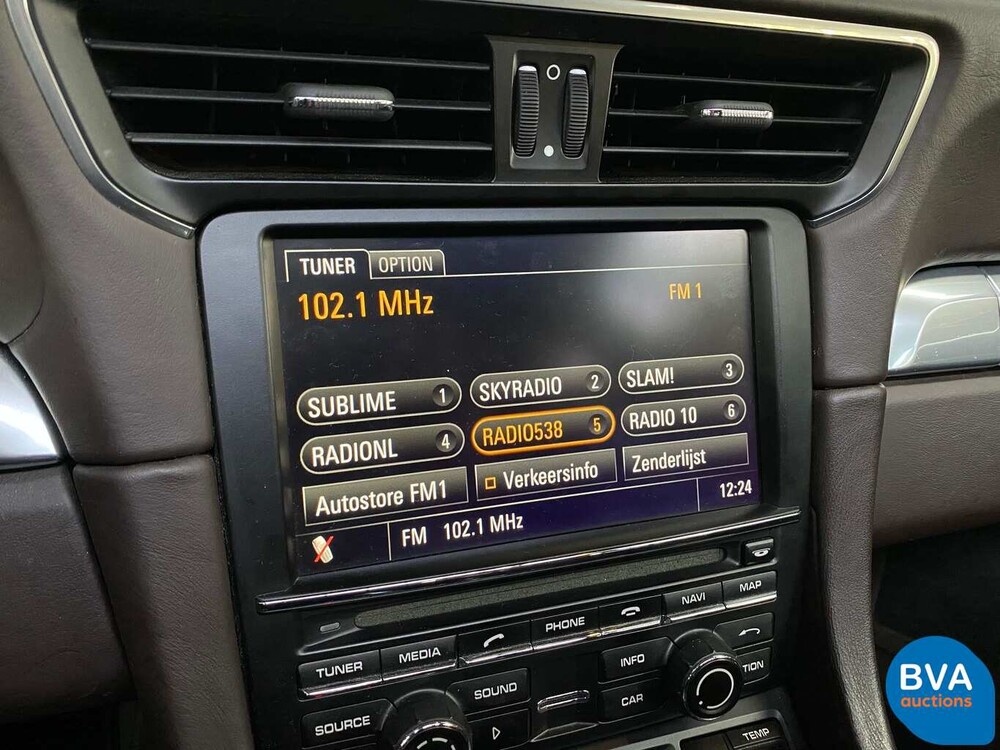 TUNER OPTION
102.1 MHz FM 1
SUBLIME 1 SKYRADIO 2 SLAM! 3
RADIONL 4 RADIO538 5 RADIO 10 6
Autostore FM1 Verkeersinfo Zenderlijst
FM 102.1 MHz 12:24
TUNER MEDIA PHONE NAVI MAP
SOURCE SOUND INFO CAR TION
TEMP
BVA
auctions